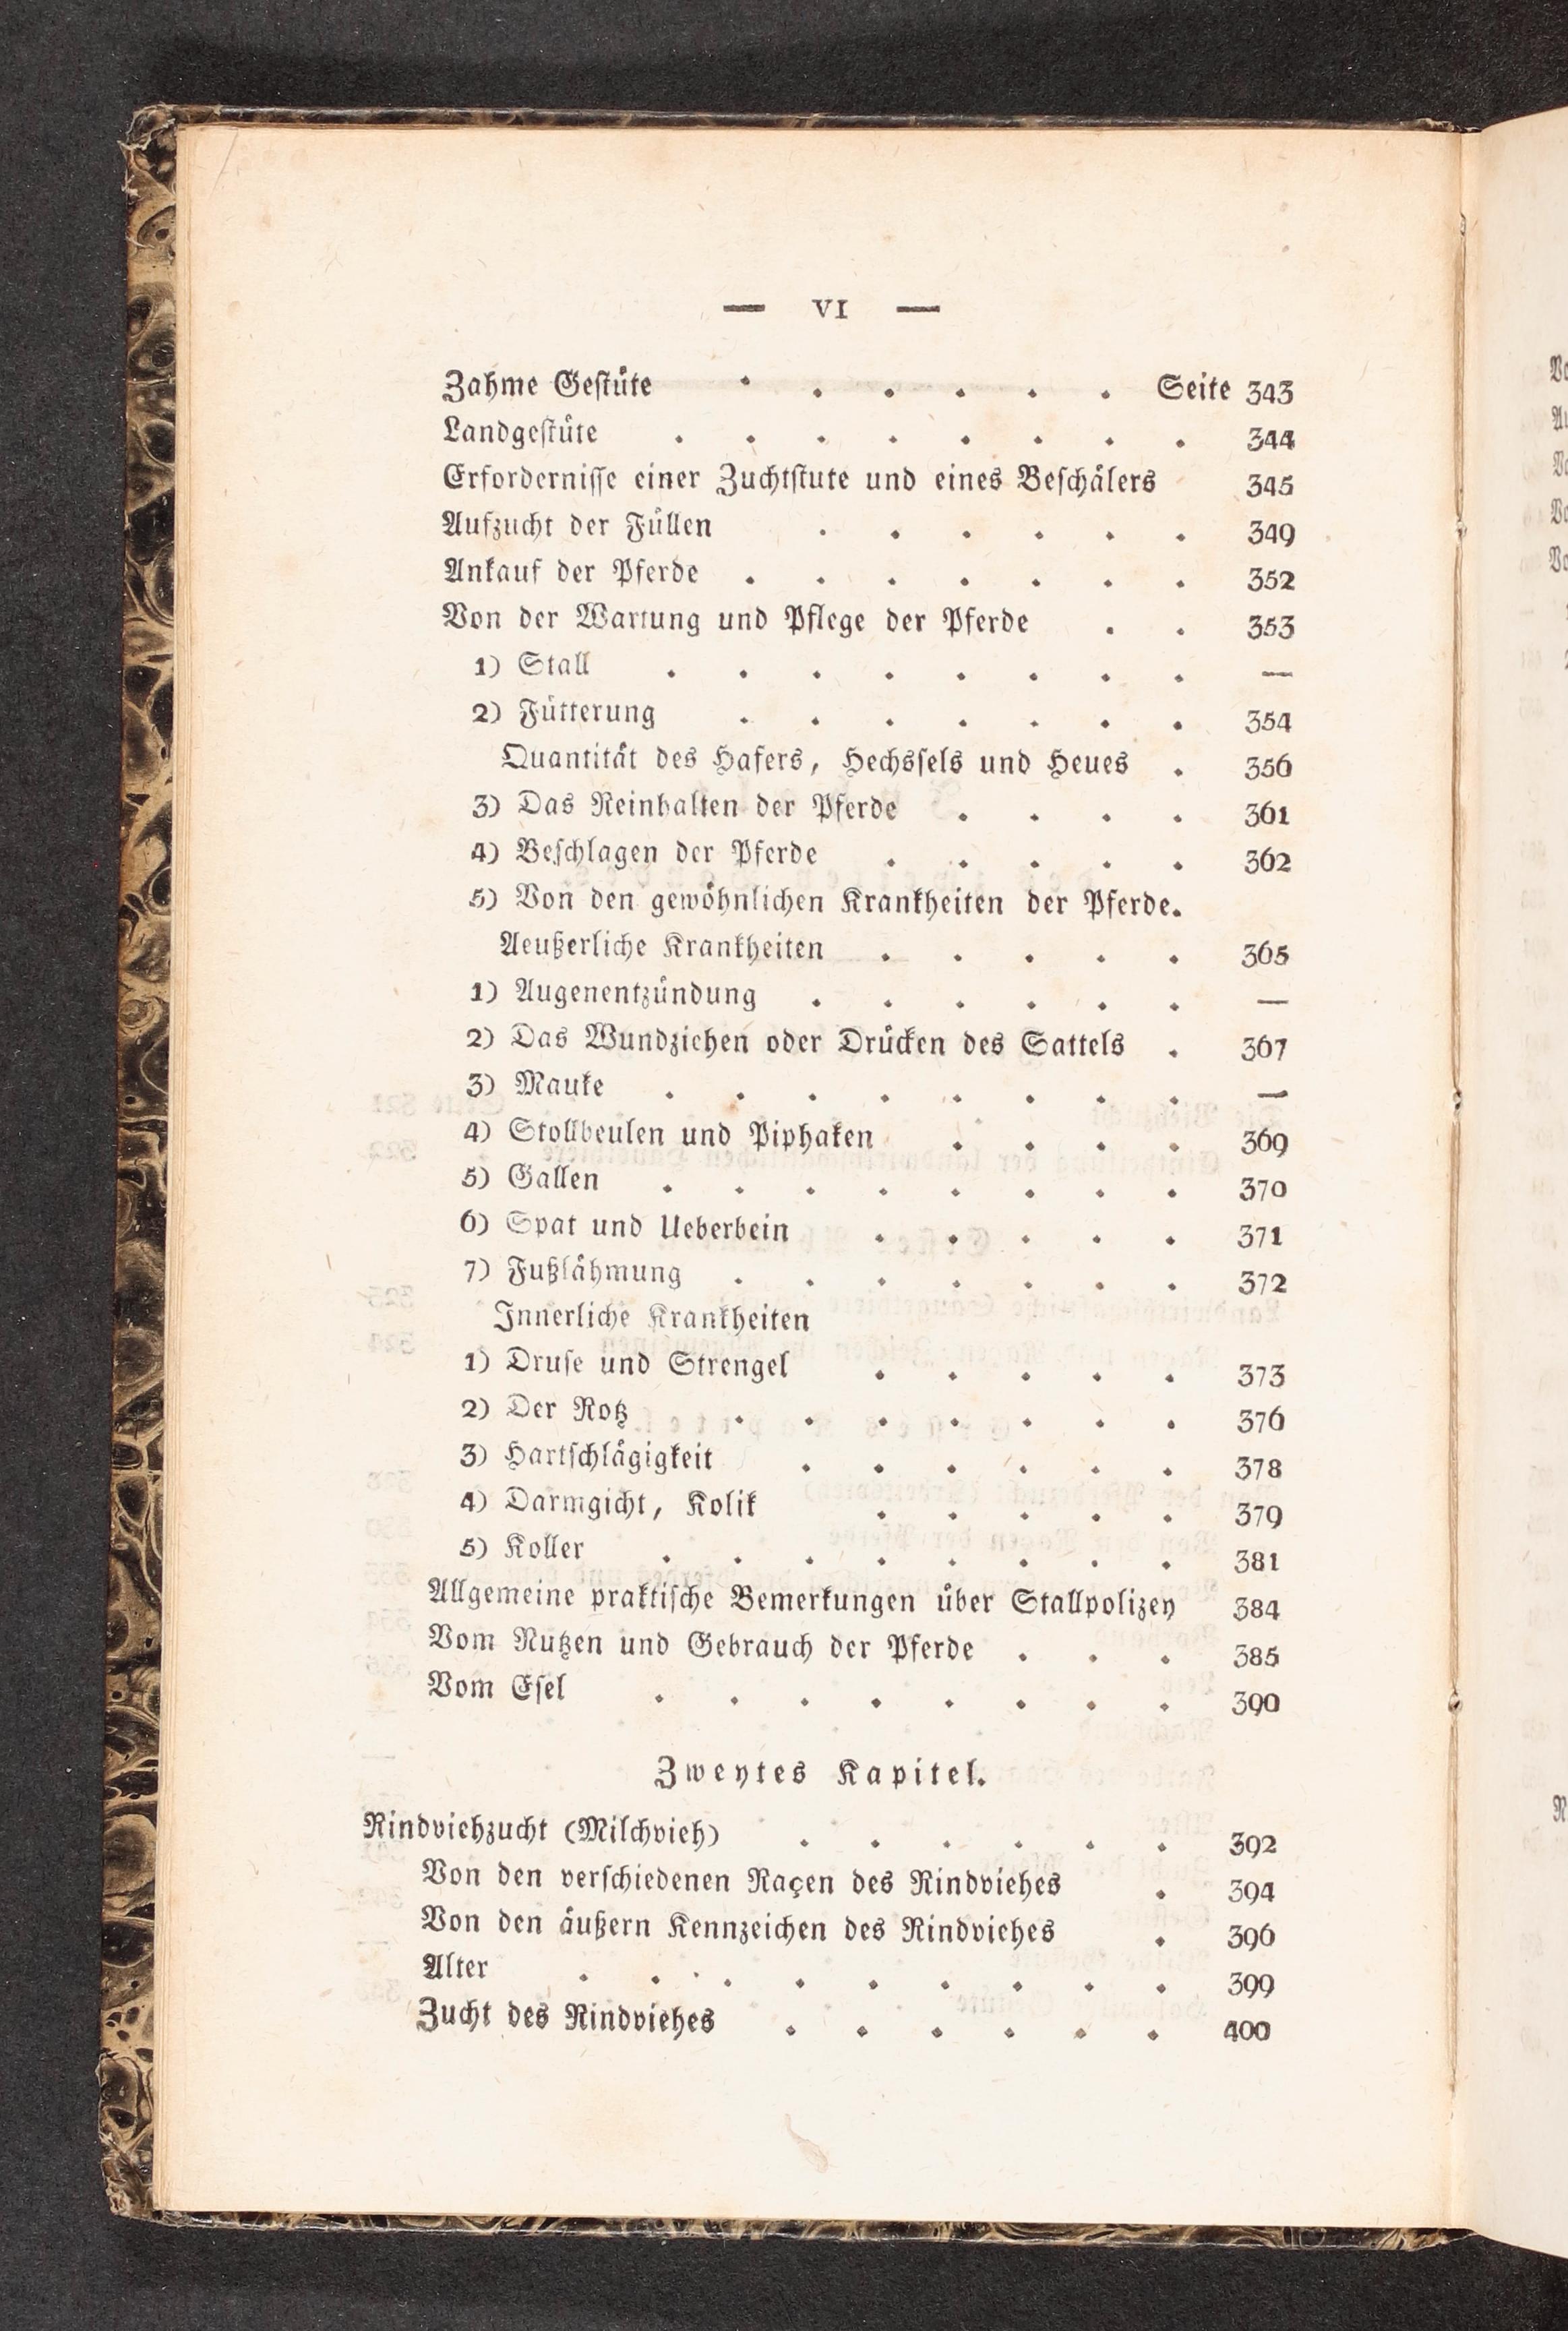 — VI —
Zahme Gestüte . . . . . . Seite 343
Landgestüte . . . . . . . . 344
Erfordernisse einer Zuchtstute und eines Beschälers 345
Aufzucht der Füllen . . . . . . 349
Ankauf der Pferde . . . . . . . 352
Von der Wartung und Pflege der Pferde . . 353
1) Stall . . . . . . . . —
2) Fütterung . . . . . . . 354
Quantität des Hafers, Hechssels und Heues . 356
3) Das Reinhalten der Pferde . . . . 361
4) Beschlagen der Pferde . . . . . 362
5) Von den gewöhnlichen Krankheiten der Pferde.
Aeußerliche Krankheiten . . . . . 365
1) Augenentzündung . . . . . . —
2) Das Wundziehen oder Drücken des Sattels . 367
3) Mauke . . . . . . . . —
4) Stollbeulen und Piphaken . . . . 369
5) Gallen . . . . . . . . 370
6) Spat und Ueberbein . . . . . 371
7) Fußlähmung . . . . . . . 372
Innerliche Krankheiten
1) Druse und Strengel . . . . . 373
2) Der Rotz . . . . . . . 376
3) Hartschlägigkeit . . . . . . 378
4) Darmgicht, Kolik . . . . . 379
5) Koller . . . . . . . . 381
Allgemeine praktische Bemerkungen über Stallpolizey 384
Vom Nutzen und Gebrauch der Pferde . . . 385
Vom Esel . . . . . . . . 390
Zweytes Kapitel.
Rindviehzucht (Milchvieh) . . . . . . 392
Von den verschiedenen Raçen des Rindviehes . 394
Von den äußern Kennzeichen des Rindviehes . 396
Alter . . . . . . . . . 399
Zucht des Rindviehes . . . . . . 400